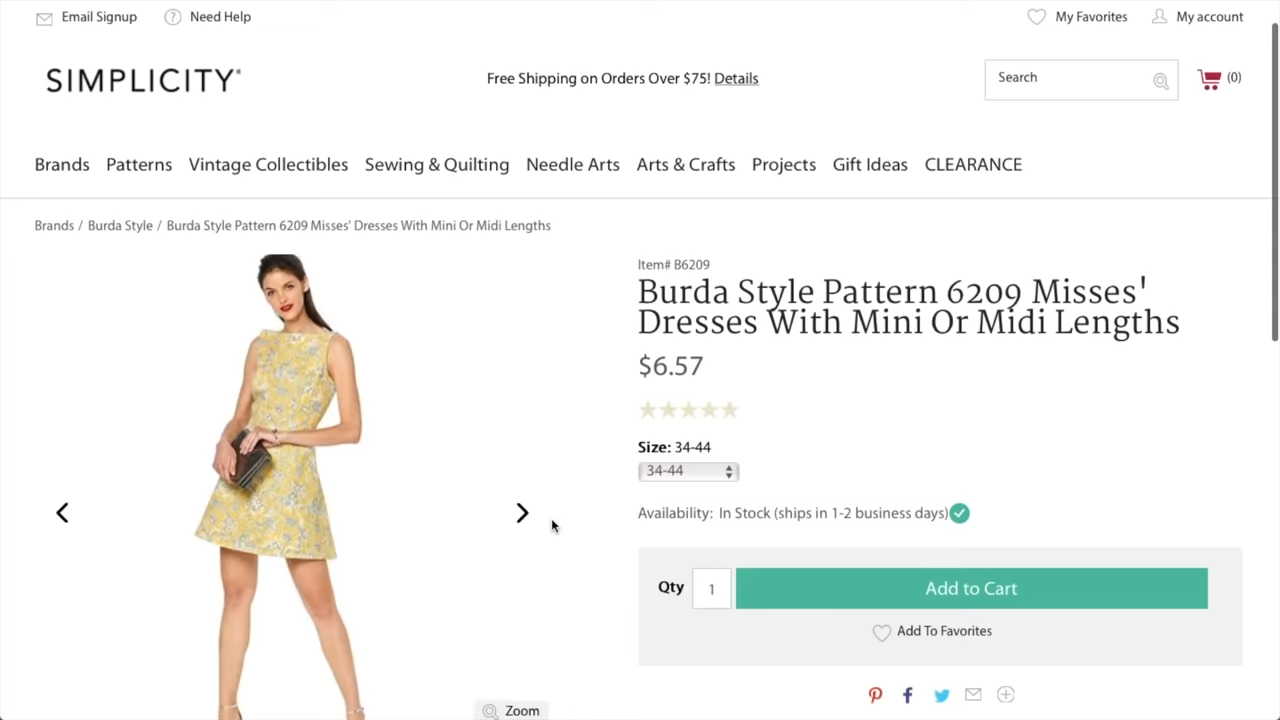 Email Signup
Need Help
My Favorites
My account
SIMPLICITY®
Free Shipping on Orders Over $75! Details
Search
(0)
Brands
Patterns
Vintage Collectibles
Sewing & Quilting
Needle Arts
Arts & Crafts
Projects
Gift Ideas
CLEARANCE
Brands / Burda Style / Burda Style Pattern 6209 Misses' Dresses With Mini Or Midi Lengths
Item# B6209
Burda Style Pattern 6209 Misses'
Dresses With Mini Or Midi Lengths
$6.57
Size: 34-44
34-44
Availability: In Stock (ships in 1-2 business days)
Qty
1
Add to Cart
Add To Favorites
Zoom